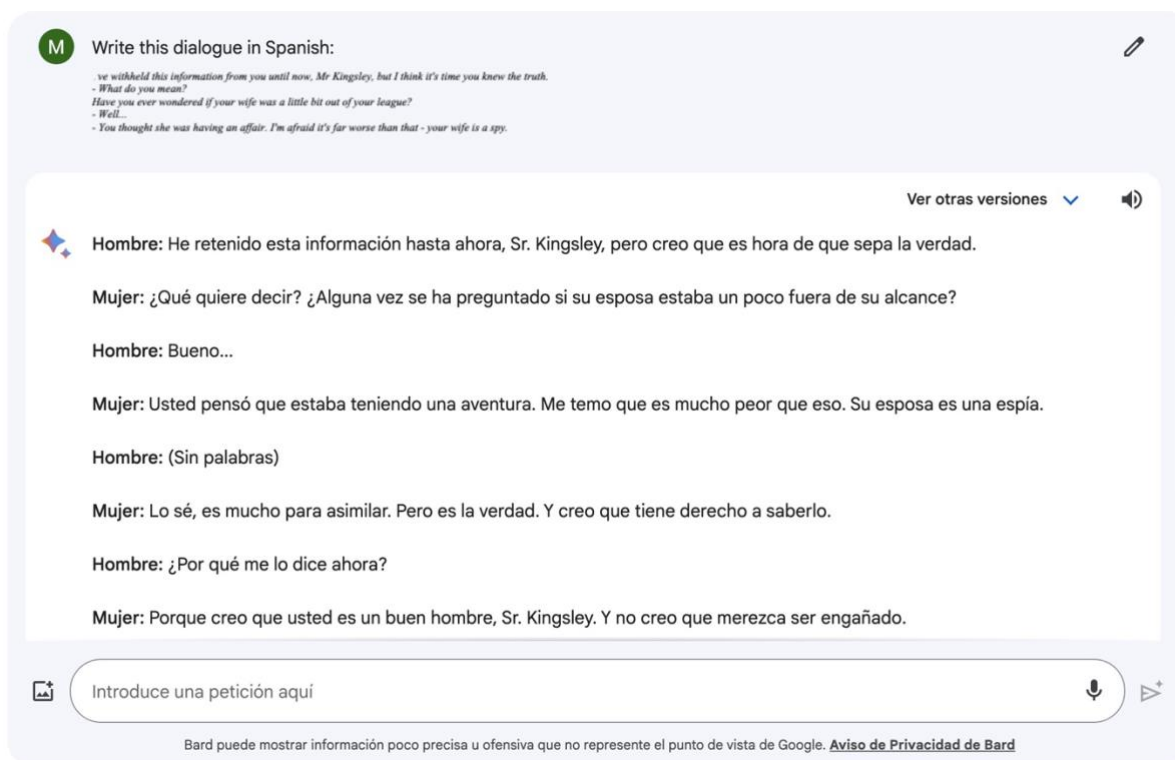 M
Write this dialogue in Spanish:
ve withheld this information from you until now, Mr Kingsley, but I think it's time you knew the truth.
- What do you mean?
Have you ever wondered if your wife was a little bit out of your league?
- Well...
- You thought she was having an affair. I'm afraid it's far worse than that - your wife is a spy.
Ver otras versiones
Hombre: He retenido esta información hasta ahora, Sr. Kingsley, pero creo que es hora de que sepa la verdad.
Mujer: ¿Qué quiere decir? ¿Alguna vez se ha preguntado si su esposa estaba un poco fuera de su alcance?
Hombre: Bueno...
Mujer: Usted pensó que estaba teniendo una aventura. Me temo que es mucho peor que eso. Su esposa es una espía.
Hombre: (Sin palabras)
Mujer: Lo sé, es mucho para asimilar. Pero es la verdad. Y creo que tiene derecho a saberlo.
Hombre: ¿Por qué me lo dice ahora?
Mujer: Porque creo que usted es un buen hombre, Sr. Kingsley. Y no creo que merezca ser engañado.
Introduce una petición aquí
Bard puede mostrar información poco precisa u ofensiva que no represente el punto de vista de Google. Aviso de Privacidad de Bard